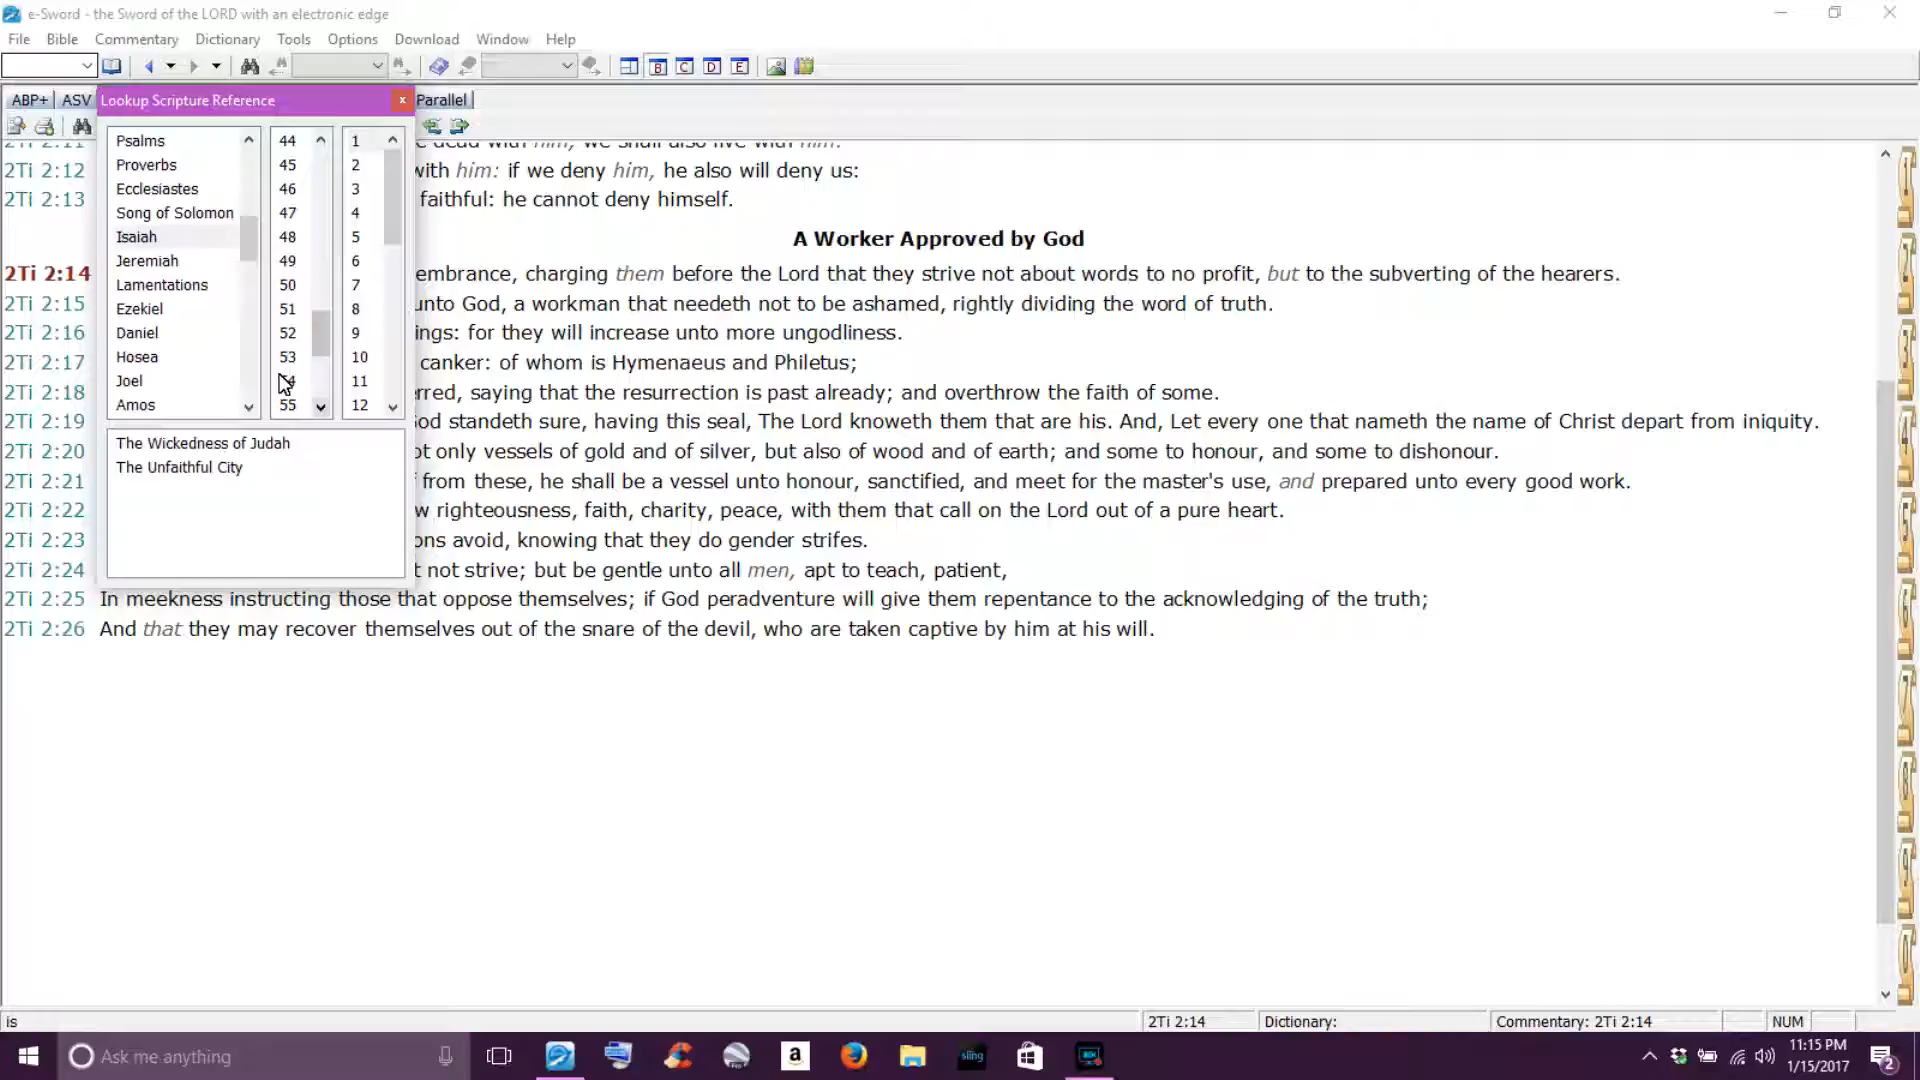 e-Sword - the Sword of the LORD with an electronic edge
File Bible Commentary Dictionary Tools Options Download Window Help
B C D E
ABP+ ASV Parallel
Lookup Scripture Reference
Psalms 44 1
Proverbs 45 2
Ecclesiastes 46 3
Song of Solomon 47 4
Isaiah 48 5
Jeremiah 49 6
Lamentations 50 7
Ezekiel 51 8
Daniel 52 9
Hosea 53 10
Joel 11
Amos 55 12
The Wickedness of Judah
The Unfaithful City
2Ti 2:11 dead with him, we shall also live with him:
2Ti 2:12 with him: if we deny him, he also will deny us:
2Ti 2:13 faithful: he cannot deny himself.
A Worker Approved by God
2Ti 2:14 embrance, charging them before the Lord that they strive not about words to no profit, but to the subverting of the hearers.
2Ti 2:15 unto God, a workman that needeth not to be ashamed, rightly dividing the word of truth.
2Ti 2:16 ings: for they will increase unto more ungodliness.
2Ti 2:17 canker: of whom is Hymenaeus and Philetus;
2Ti 2:18 rred, saying that the resurrection is past already; and overthrow the faith of some.
2Ti 2:19 God standeth sure, having this seal, The Lord knoweth them that are his. And, Let every one that nameth the name of Christ depart from iniquity.
2Ti 2:20 ot only vessels of gold and of silver, but also of wood and of earth; and some to honour, and some to dishonour.
2Ti 2:21 from these, he shall be a vessel unto honour, sanctified, and meet for the master's use, and prepared unto every good work.
2Ti 2:22 w righteousness, faith, charity, peace, with them that call on the Lord out of a pure heart.
2Ti 2:23 ons avoid, knowing that they do gender strifes.
2Ti 2:24 t not strive; but be gentle unto all men, apt to teach, patient,
2Ti 2:25 In meekness instructing those that oppose themselves; if God peradventure will give them repentance to the acknowledging of the truth;
2Ti 2:26 And that they may recover themselves out of the snare of the devil, who are taken captive by him at his will.
is 2Ti 2:14 Dictionary: Commentary: 2Ti 2:14 NUM
Ask me anything
a
sling
11:15 PM
1/15/2017
2